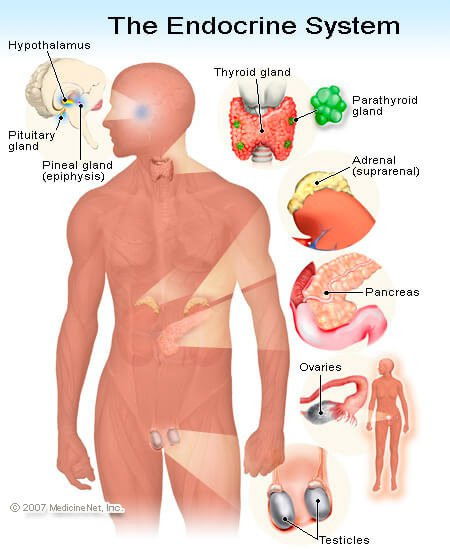 The Endocrine System
Hypothalamus
Pituitary
gland
Pineal gland
(epiphysis)
Thyroid gland
Parathyroid
gland
Adrenal
(suprarenal)
Pancreas
Ovaries
Testicles
© 2007 MedicineNet, Inc.